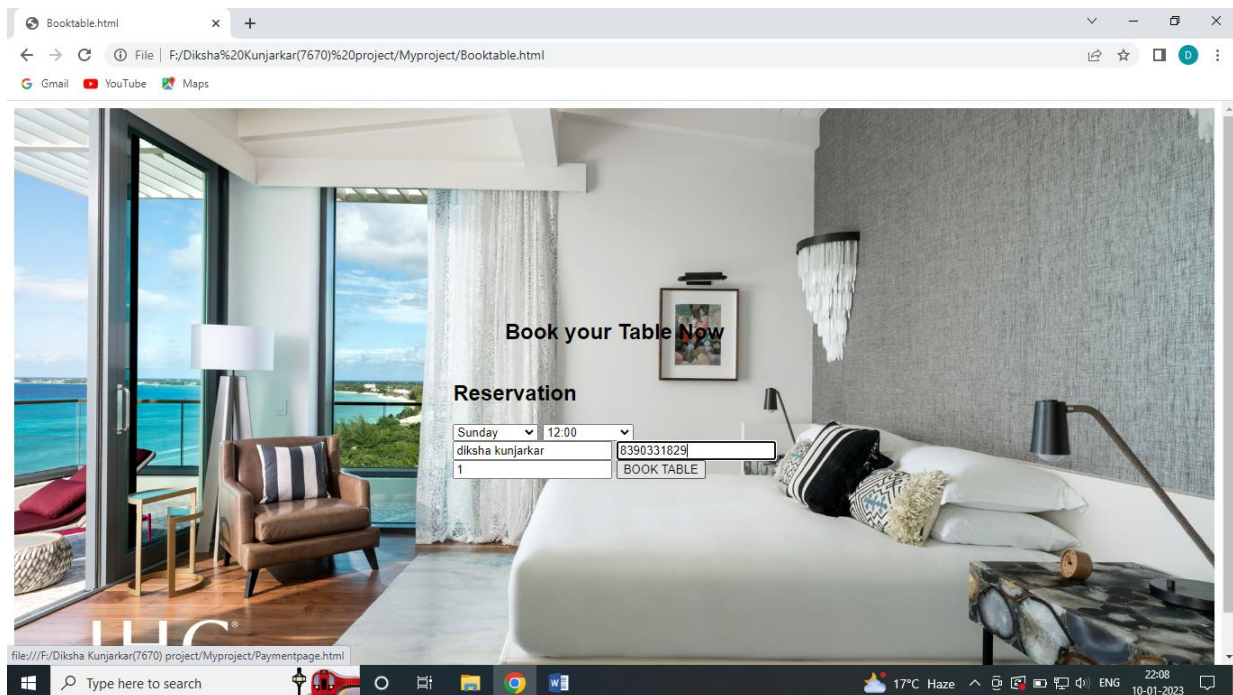 Booktable.html
File F:/Diksha%20Kunjarkar(7670)%20project/Myproject/Booktable.html
Gmail YouTube Maps
Book your Table Now
Reservation
Sunday 12:00
diksha kunjarkar 8390331829
1 BOOK TABLE
IHC®
file:///F:/Diksha Kunjarkar(7670) project/Myproject/Paymentpage.html
Type here to search
17°C Haze ENG 22:08
10-01-2023